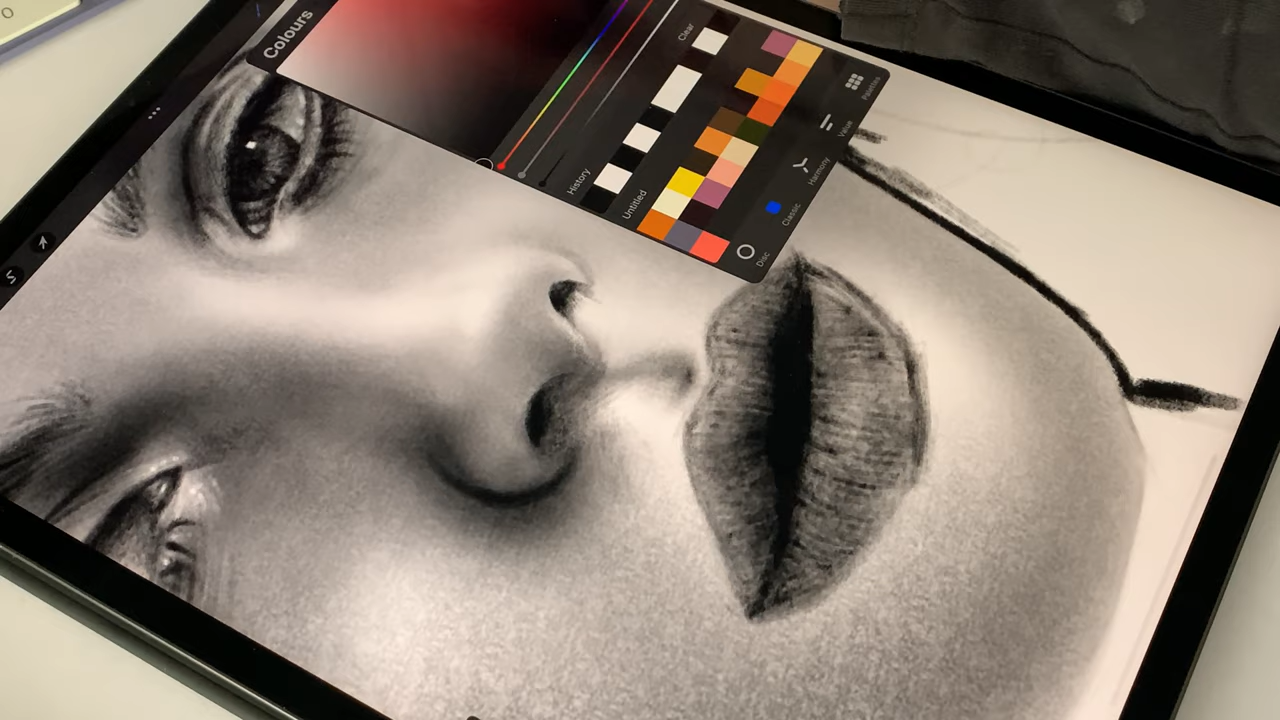 Colours
History
Clear
Untitled
Disc
Classic
Harmony
Value
Palettes